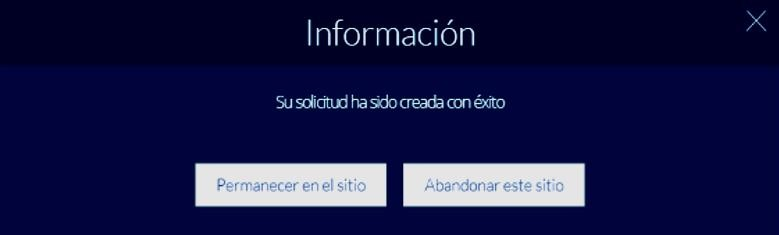 Información
Su solicitud ha sido creada con éxito
Permanecer en el sitio
Abandonar este sitio